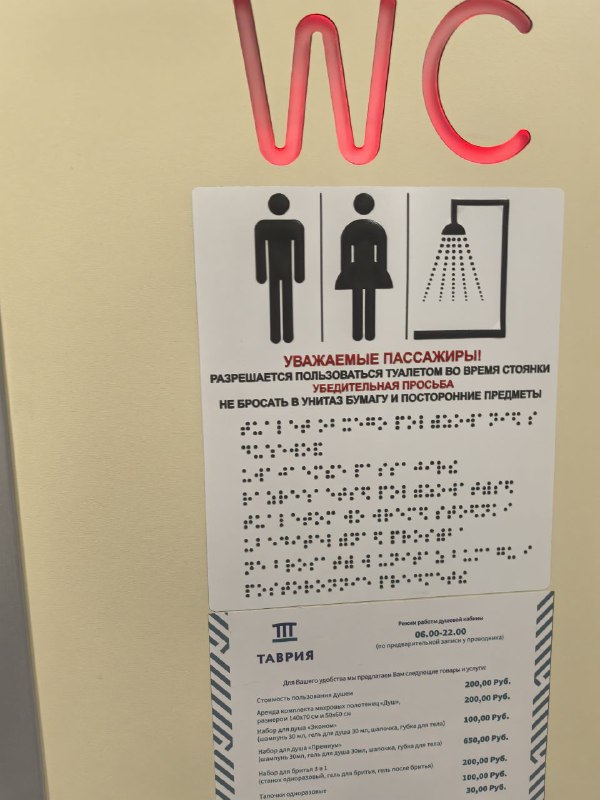 WC
УВАЖАЕМЫЕ ПАССАЖИРЫ!
РАЗРЕШАЕТСЯ ПОЛЬЗОВАТЬСЯ ТУАЛЕТОМ ВО ВРЕМЯ СТОЯНКИ
УБЕДИТЕЛЬНАЯ ПРОСЬБА
НЕ БРОСАТЬ В УНИТАЗ БУМАГУ И ПОСТОРОННИЕ ПРЕДМЕТЫ
ТАВРИЯ
Режим работы душевой кабины
06.00-22.00
(по предварительной записи у проводника)
Для Вашего удобства мы предлагаем Вам следующие товары и услуги:
Стоимость пользования душем 200,00 Руб.
Аренда комплекта махровых полотенец «Душ», 200,00 Руб.
размером 140х70 см и 50х60 см
Набор для душа «Эконом» 100,00 Руб.
(шампунь 30 мл, гель для душа 30 мл, шапочка, губка для тела)
Набор для душа «Премиум» 650,00 Руб.
(шампунь 30мл, гель для душа 30мл, шапочка, губка для тела)
Набор для бритья 3 в 1 200,00 Руб.
(станок одноразовый, гель для бритья, гель после бритья) 100,00 Руб.
Тапочки одноразовые 30,00 Руб.